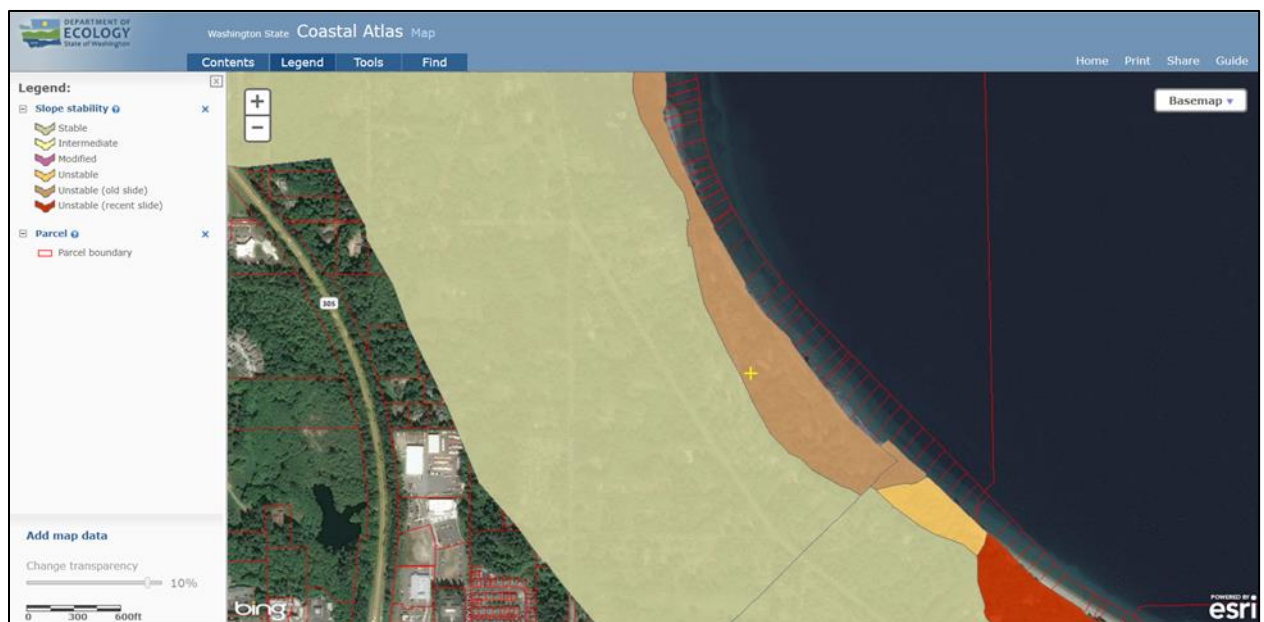 DEPARTMENT OF
ECOLOGY
State of Washington
Washington State Coastal Atlas Map
Contents Legend Tools Find
Home Print Share Guide
Legend:
Slope stability
Stable
Intermediate
Modified
Unstable
Unstable (old slide)
Unstable (recent slide)
Parcel
Parcel boundary
Add map data
Change transparency
10%
0 300 600ft
+
−
Basemap
305
bing
POWERED BY
esri